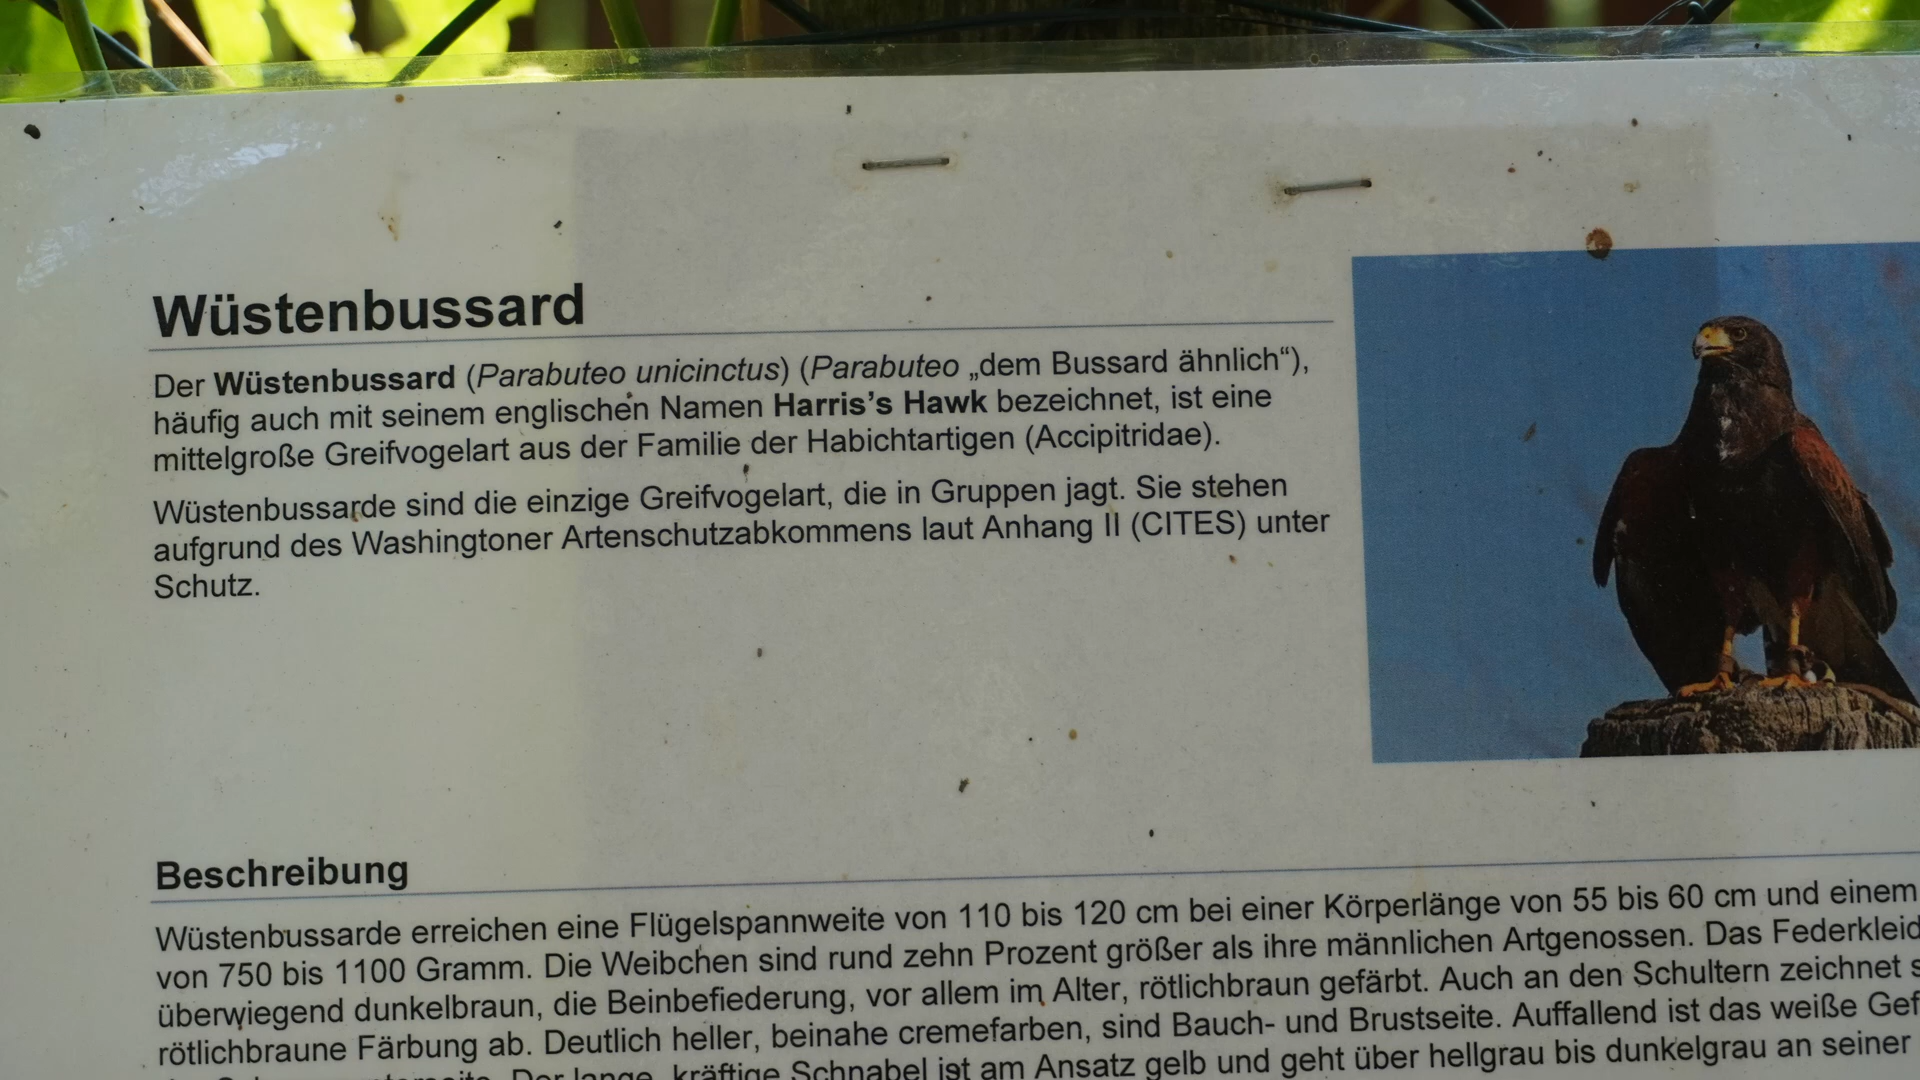 Wüstenbussard
Der Wüstenbussard (Parabuteo unicinctus) (Parabuteo „dem Bussard ähnlich“),
häufig auch mit seinem englischen Namen Harris’s Hawk bezeichnet, ist eine
mittelgroße Greifvogelart aus der Familie der Habichtartigen (Accipitridae).
Wüstenbussarde sind die einzige Greifvogelart, die in Gruppen jagt. Sie stehen
aufgrund des Washingtoner Artenschutzabkommens laut Anhang II (CITES) unter
Schutz.
Beschreibung
Wüstenbussarde erreichen eine Flügelspannweite von 110 bis 120 cm bei einer Körperlänge von 55 bis 60 cm und einem
von 750 bis 1100 Gramm. Die Weibchen sind rund zehn Prozent größer als ihre männlichen Artgenossen. Das Federkleid
überwiegend dunkelbraun, die Beinbefiederung, vor allem im Alter, rötlichbraun gefärbt. Auch an den Schultern zeichnet
rötlichbraune Färbung ab. Deutlich heller, beinahe cremefarben, sind Bauch- und Brustseite. Auffallend ist das weiße
Der lange, kräftige Schnabel ist am Ansatz gelb und geht über hellgrau bis dunkelgrau an seiner